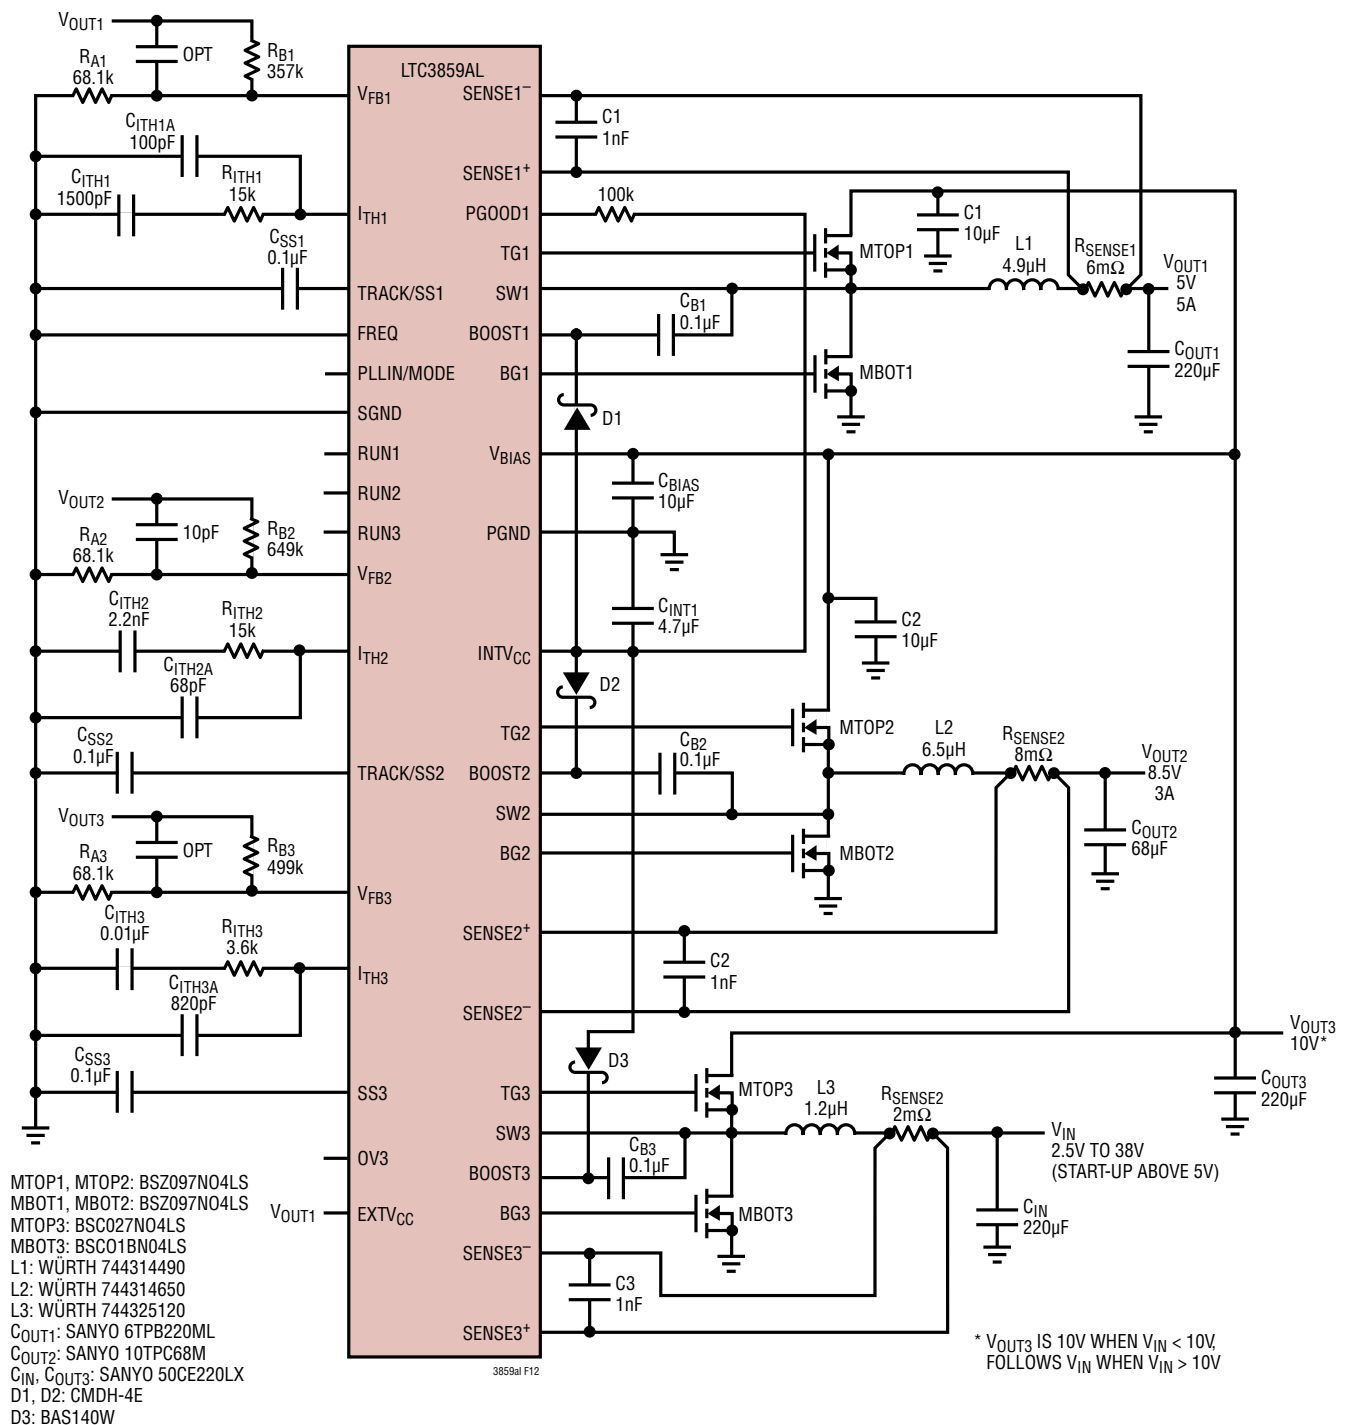 VOUT1
OPT
RB1
357k
RA1
68.1k
VFB1
CITH1A
100pF
CITH1
1500pF
RITH1
15k
ITH1
CSS1
0.1µF
TRACK/SS1
FREQ
PLLIN/MODE
SGND
RUN1
RUN2
RUN3
VOUT2
10pF
RB2
649k
RA2
68.1k
VFB2
CITH2
2.2nF
RITH2
15k
ITH2
CITH2A
68pF
CSS2
0.1µF
TRACK/SS2
VOUT3
OPT
RB3
499k
RA3
68.1k
VFB3
CITH3
0.01µF
RITH3
3.6k
ITH3
CITH3A
820pF
CSS3
0.1µF
SS3
OV3
VOUT1
EXTVCC
LTC3859AL
SENSE1–
C1
1nF
SENSE1+
PGOOD1
100k
TG1
MTOP1
C1
10µF
SW1
L1
4.9µH
RSENSE1
6mΩ
VOUT1
5V
5A
CB1
0.1µF
BOOST1
BG1
MBOT1
COUT1
220µF
D1
VBIAS
CBIAS
10µF
PGND
CINT1
4.7µF
INTVCC
C2
10µF
D2
TG2
MTOP2
L2
6.5µH
RSENSE2
8mΩ
VOUT2
8.5V
3A
CB2
0.1µF
BOOST2
SW2
BG2
MBOT2
COUT2
68µF
SENSE2+
C2
1nF
SENSE2–
VOUT3
10V*
COUT3
220µF
D3
TG3
MTOP3
L3
1.2µH
RSENSE2
2mΩ
SW3
VIN
2.5V TO 38V
(START-UP ABOVE 5V)
CB3
0.1µF
BOOST3
BG3
MBOT3
CIN
220µF
SENSE3–
C3
1nF
SENSE3+
MTOP1, MTOP2: BSZ097NO4LS
MBOT1, MBOT2: BSZ097NO4LS
MTOP3: BSC027NO4LS
MBOT3: BSCO1BN04LS
L1: WÜRTH 744314490
L2: WÜRTH 744314650
L3: WÜRTH 744325120
COUT1: SANYO 6TPB220ML
COUT2: SANYO 10TPC68M
CIN, COUT3: SANYO 50CE220LX
D1, D2: CMDH-4E
D3: BAS140W
3859al F12
* VOUT3 IS 10V WHEN VIN < 10V,
FOLLOWS VIN WHEN VIN > 10V